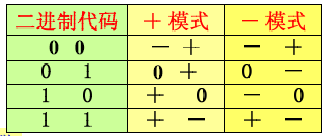 二进制代码 ＋模式 －模式
0 0 － ＋ － ＋
0 1 0 ＋ 0 －
1 0 ＋ 0 － 0
1 1 ＋ － ＋ －